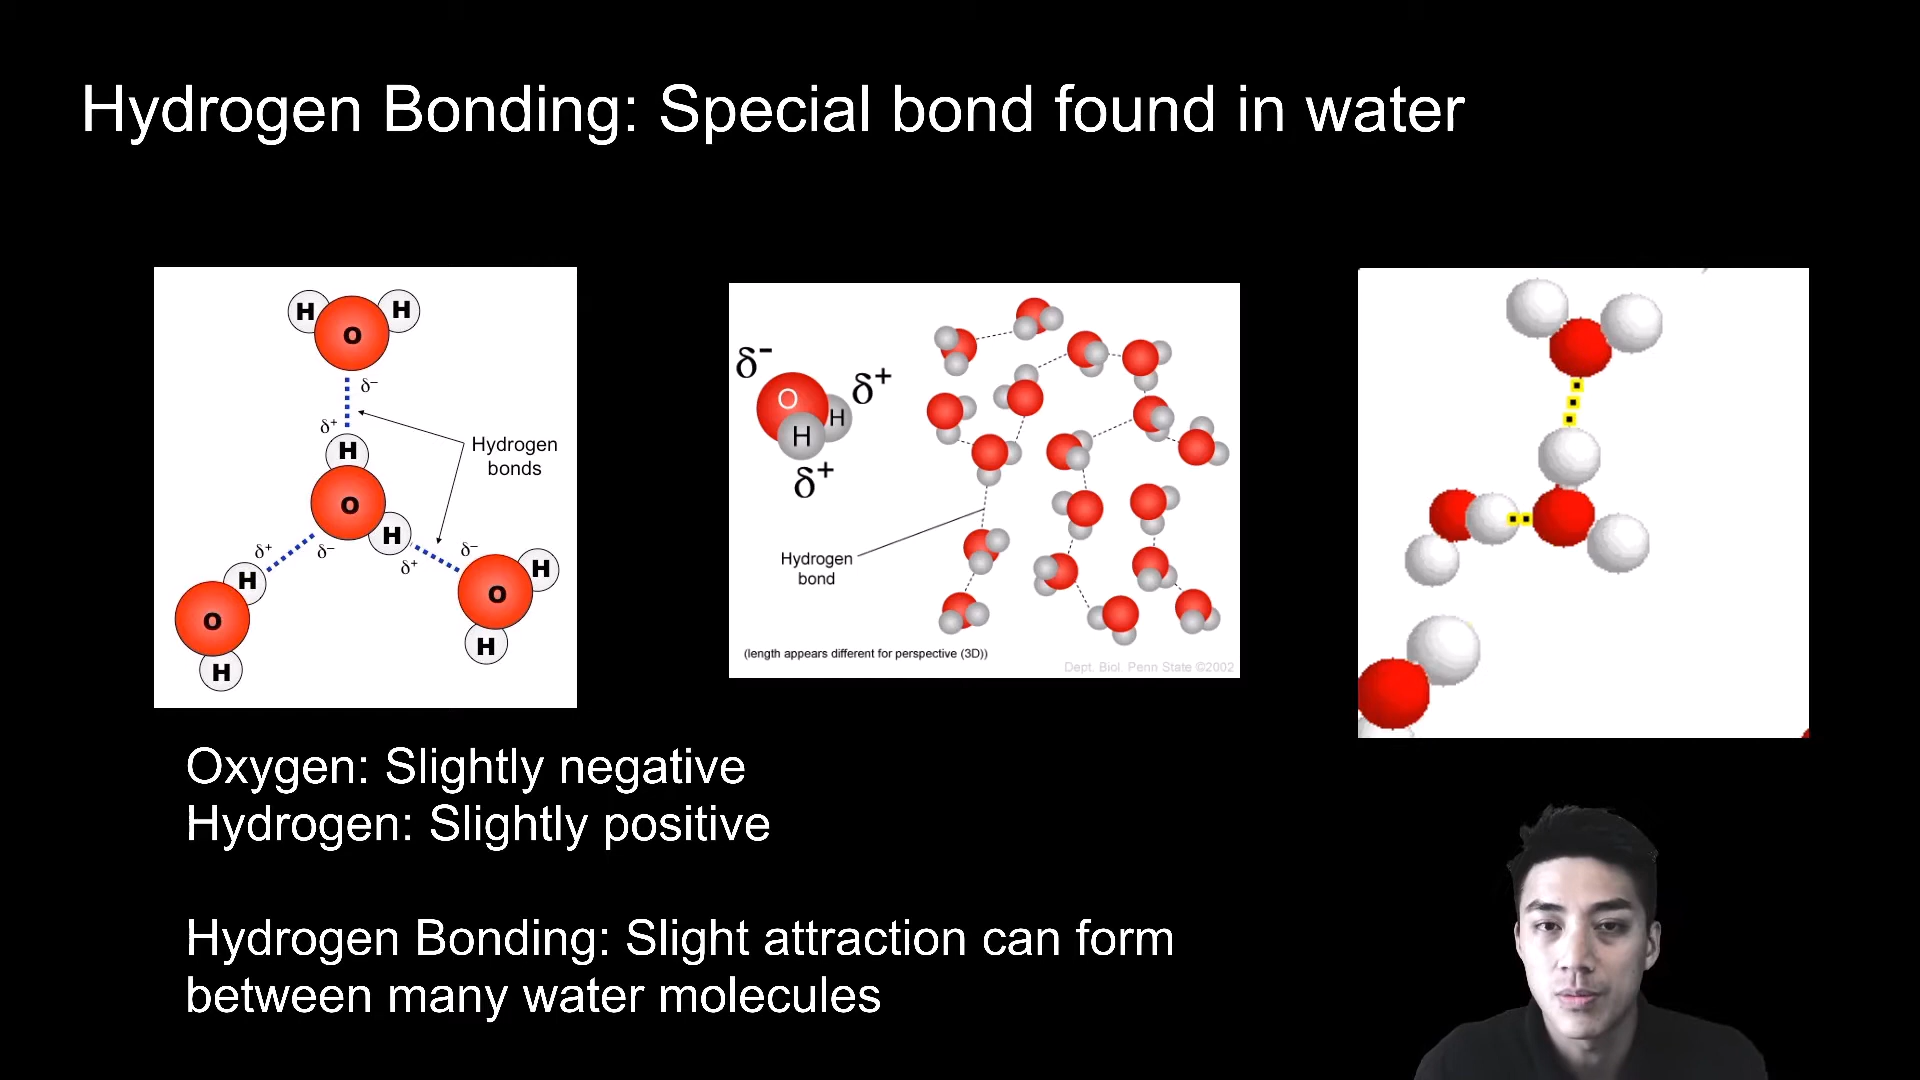 Hydrogen Bonding: Special bond found in water
H
H
O
δ⁻
δ⁺
H
Hydrogen
bonds
O
H
δ⁺
δ⁻
δ⁺
δ⁻
H
O
H
O
H
H
δ⁻
O
δ⁺
H
H
δ⁺
Hydrogen
bond
(length appears different for perspective (3D))
Dept. Biol. Penn State ©2002
Oxygen: Slightly negative
Hydrogen: Slightly positive
Hydrogen Bonding: Slight attraction can form
between many water molecules